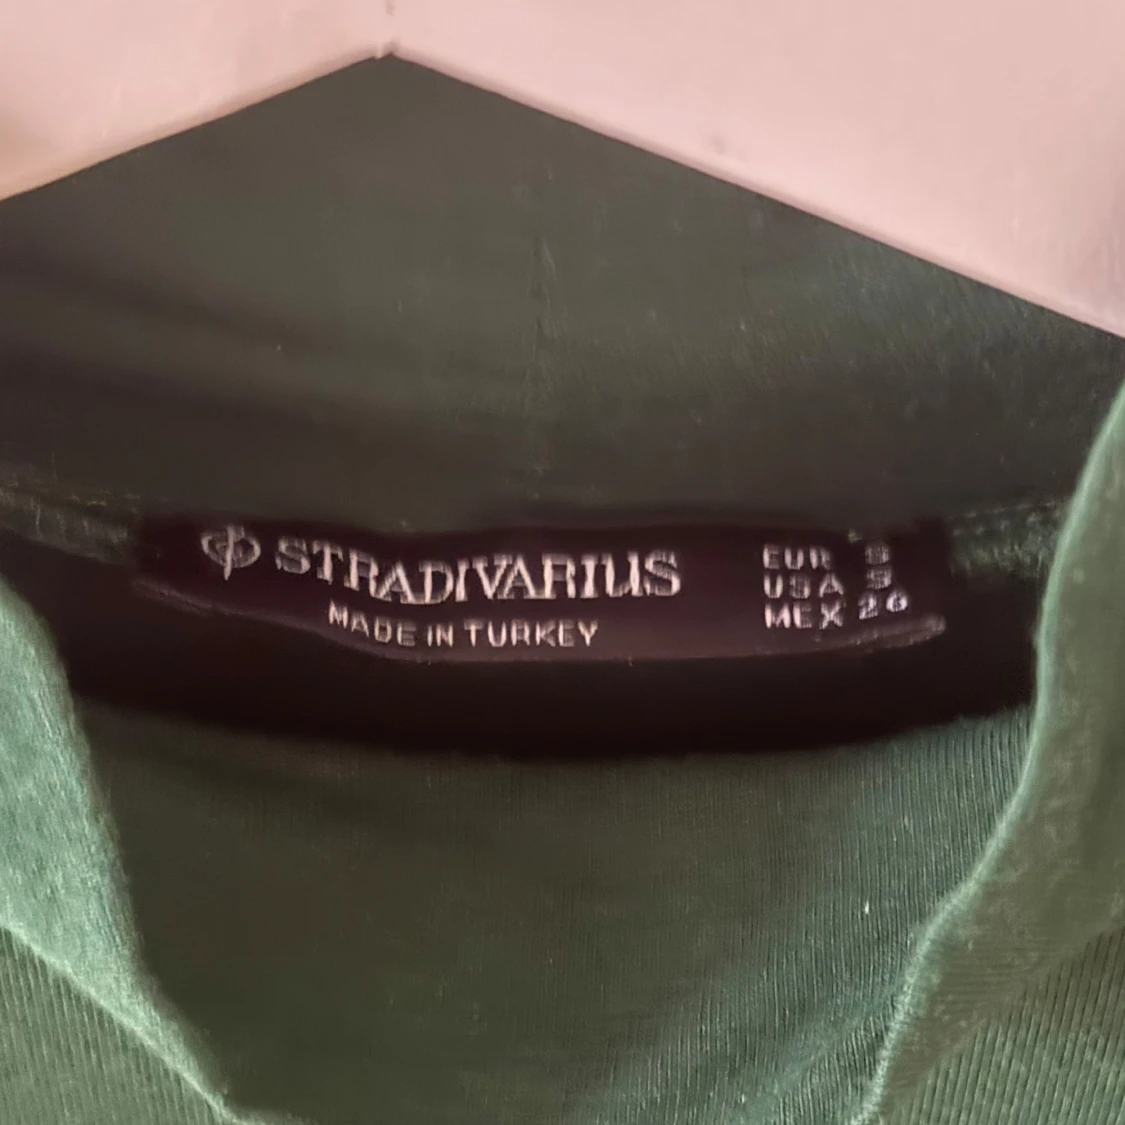 STRADIVARIUS
MADE IN TURKEY
EUR S
USA S
MEX 26